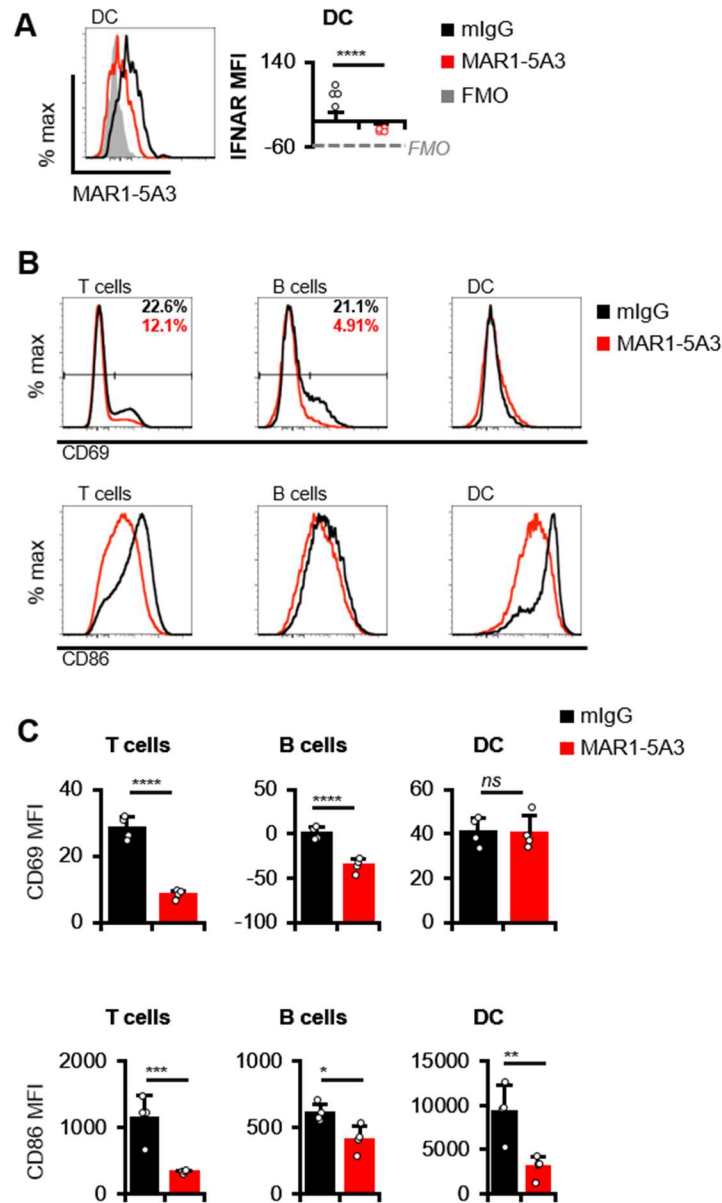 A
DC
% max
MAR1-5A3
DC
IFNAR MFI
140
-60
****
FMO
mIgG
MAR1-5A3
FMO
B
T cells
22.6%
12.1%
B cells
21.1%
4.91%
DC
mIgG
MAR1-5A3
% max
CD69
T cells
B cells
DC
% max
CD86
C
mIgG
MAR1-5A3
T cells
B cells
DC
CD69 MFI
40
20
0
****
50
0
-50
-100
****
60
40
20
0
ns
T cells
B cells
DC
CD86 MFI
2000
1000
0
***
1000
500
0
*
15000
10000
5000
0
**